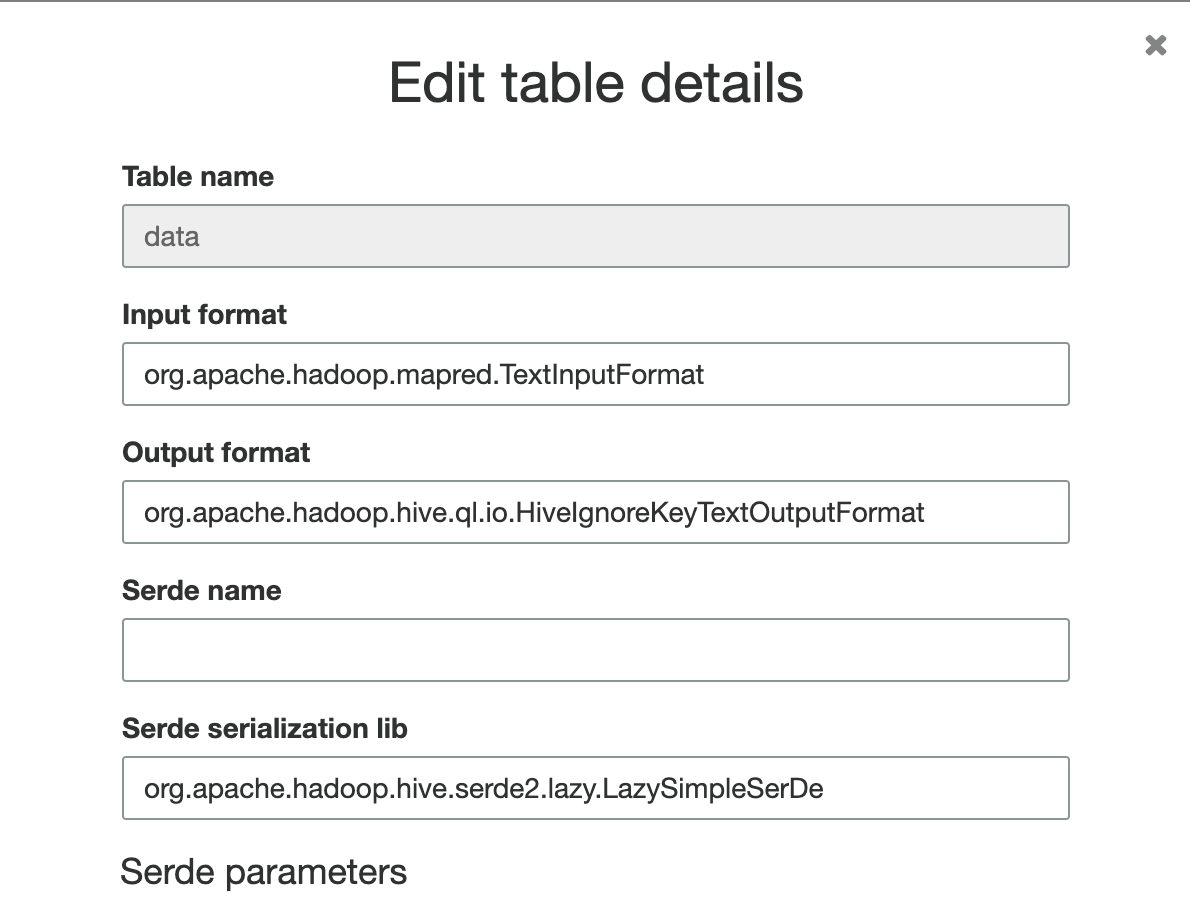 Edit table details
Table name
data
Input format
org.apache.hadoop.mapred.TextInputFormat
Output format
org.apache.hadoop.hive.ql.io.HiveIgnoreKeyTextOutputFormat
Serde name
Serde serialization lib
org.apache.hadoop.hive.serde2.lazy.LazySimpleSerDe
Serde parameters